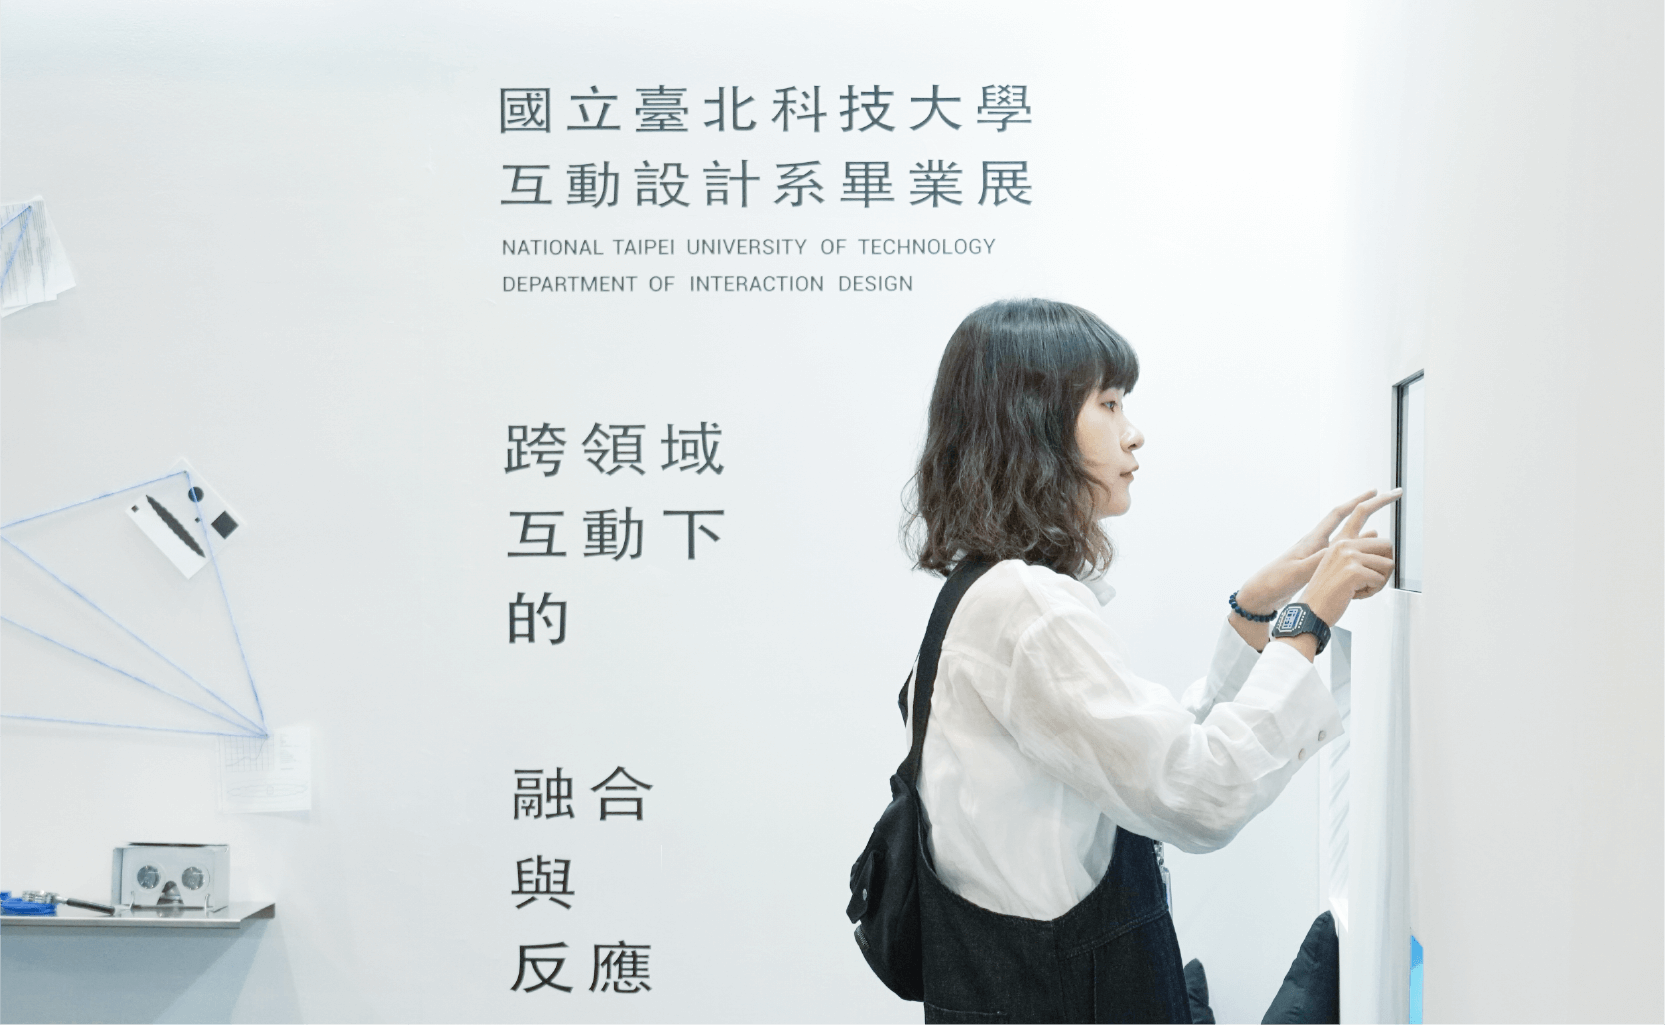 國立臺北科技大學
互動設計系畢業展
NATIONAL TAIPEI UNIVERSITY OF TECHNOLOGY
DEPARTMENT OF INTERACTION DESIGN
跨領域
互動下
的
融合
與
反應